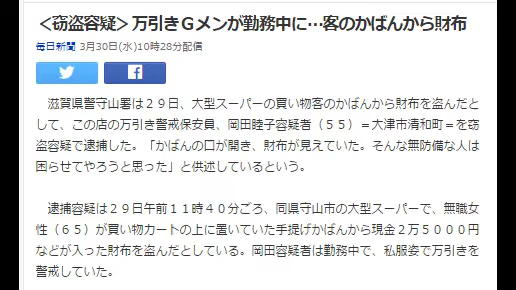 ＜窃盗容疑＞万引きＧメンが勤務中に…客のかばんから財布
毎日新聞 3月30日(水)10時28分配信
滋賀県警守山署は２９日、大型スーパーの買い物客のかばんから財布を盗んだと
して、この店の万引き警戒保安員、岡田睦子容疑者（５５）＝大津市清和町＝を窃
盗容疑で逮捕した。「かばんの口が開き、財布が見えていた。そんな無防備な人は
困らせてやろうと思った」と供述しているという。
逮捕容疑は２９日午前１１時４０分ごろ、同県守山市の大型スーパーで、無職女
性（６５）が買い物カートの上に置いていた手提げかばんから現金２万５０００円
などが入った財布を盗んだとしている。岡田容疑者は勤務中で、私服姿で万引きを
警戒していた。